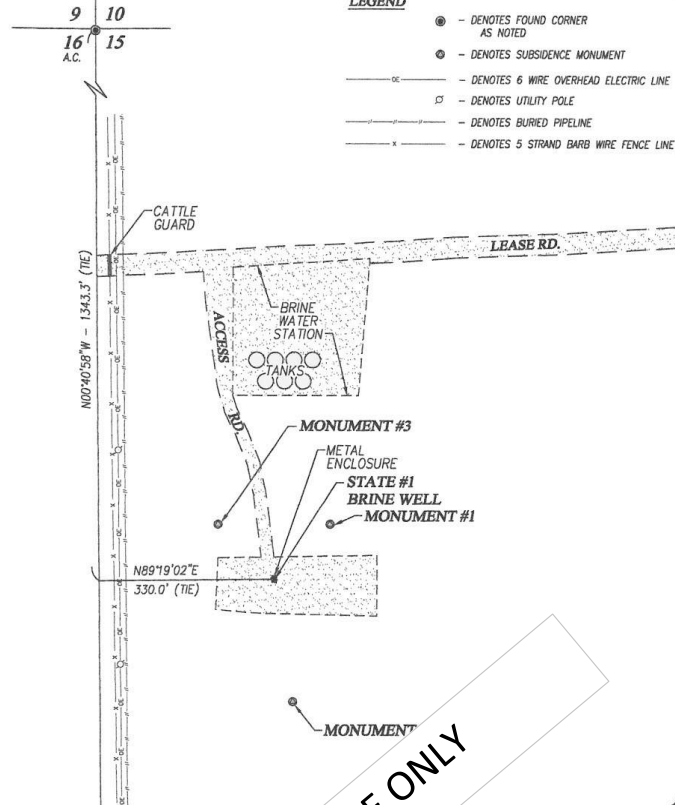 9 10
16 15
A.C.
LEGEND
- DENOTES FOUND CORNER
AS NOTED
- DENOTES SUBSIDENCE MONUMENT
OE - DENOTES 6 WIRE OVERHEAD ELECTRIC LINE
- DENOTES UTILITY POLE
- DENOTES BURIED PIPELINE
x - DENOTES 5 STRAND BARB WIRE FENCE LINE
CATTLE
GUARD
LEASE RD.
N00°40'58"W - 1343.3' (TIE)
ACCESS
RD.
BRINE
WATER
STATION
TANKS
MONUMENT #3
METAL
ENCLOSURE
STATE #1
BRINE WELL
MONUMENT #1
N89°19'02"E
330.0' (TIE)
MONUMENT
ONLY